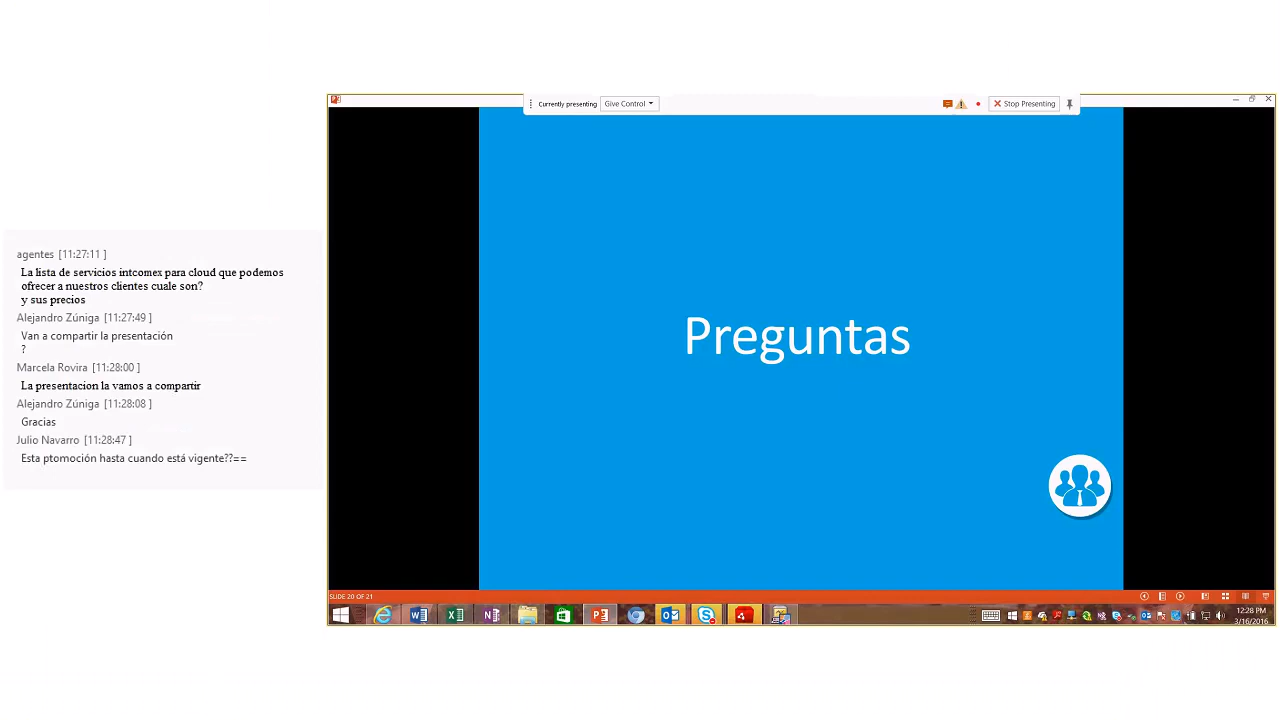 agentes [11:27:11 ]
La lista de servicios intcomex para cloud que podemos
ofrecer a nuestros clientes cuale son?
y sus precios
Alejandro Zúniga [11:27:49 ]
Van a compartir la presentación
?
Marcela Rovira [11:28:00 ]
La presentacion la vamos a compartir
Alejandro Zúniga [11:28:08 ]
Gracias
Julio Navarro [11:28:47 ]
Esta ptomoción hasta cuando está vigente??==
Currently presenting Give Control Stop Presenting
Preguntas
SLIDE 20 OF 21
12:28 PM
3/16/2016